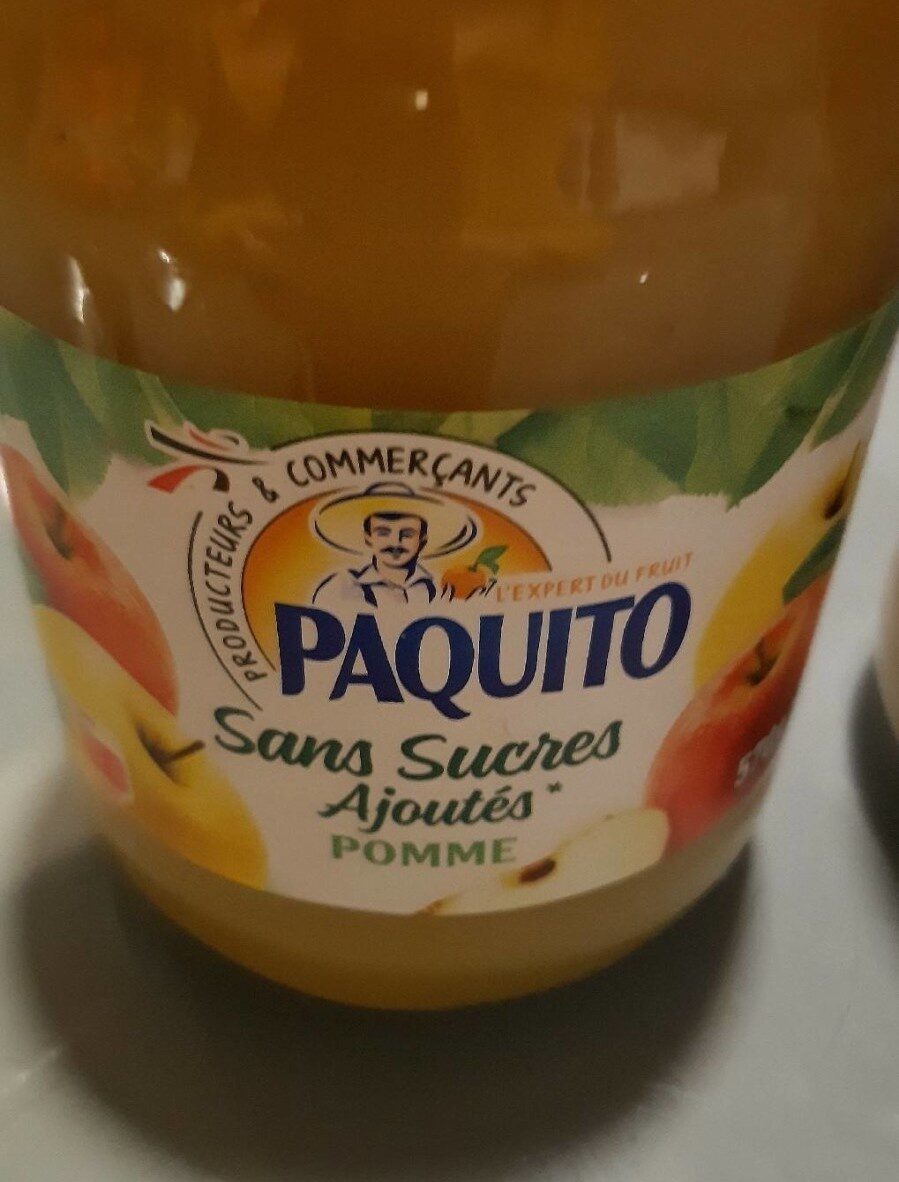 PRODUCTEURS & COMMERÇANTS
L'EXPERT DU FRUIT
PAQUITO
Sans Sucres
Ajoutés*
POMME